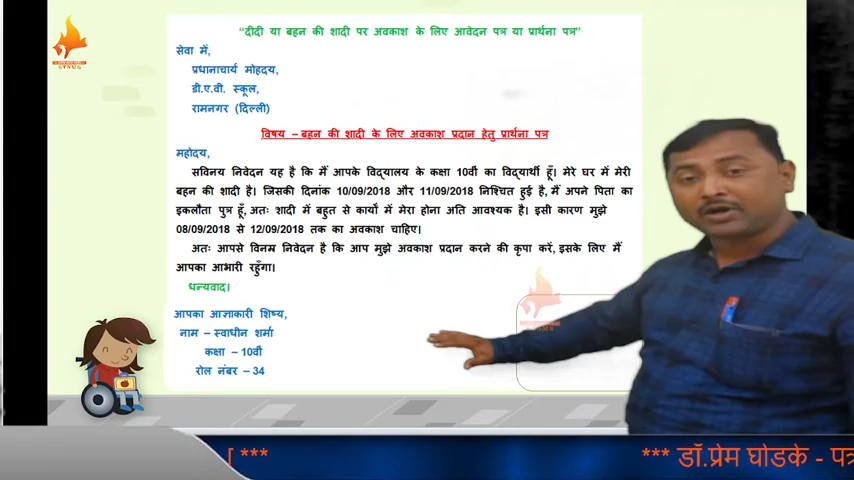 “दीदी या बहन की शादी पर अवकाश के लिए आवेदन पत्र या प्रार्थना पत्र”
सेवा में,
प्रधानाचार्य मोहदय,
डी.ए.वी. स्कूल,
रामनगर (दिल्ली)
विषय – बहन की शादी के लिए अवकाश प्रदान हेतु प्रार्थना पत्र
महोदय,
सविनय निवेदन यह है कि मैं आपके विद्यालय के कक्षा 10वीं का विद्यार्थी हूँ। मेरे घर में मेरी
बहन की शादी है। जिसकी दिनांक 10/09/2018 और 11/09/2018 निश्चित हुई है, मैं अपने पिता का
इकलौता पुत्र हूँ, अतः शादी में बहुत से कार्यों में मेरा होना अति आवश्यक है। इसी कारण मुझे
08/09/2018 से 12/09/2018 तक का अवकाश चाहिए।
अतः आपसे विनम्र निवेदन है कि आप मुझे अवकाश प्रदान करने की कृपा करें, इसके लिए मैं
आपका आभारी रहुँगा।
धन्यवाद।
आपका आज्ञाकारी शिष्य,
नाम – स्वाधीन शर्मा
कक्षा – 10वीं
रोल नंबर – 34
*** *** डॉ.प्रेम घोडके - पत्र